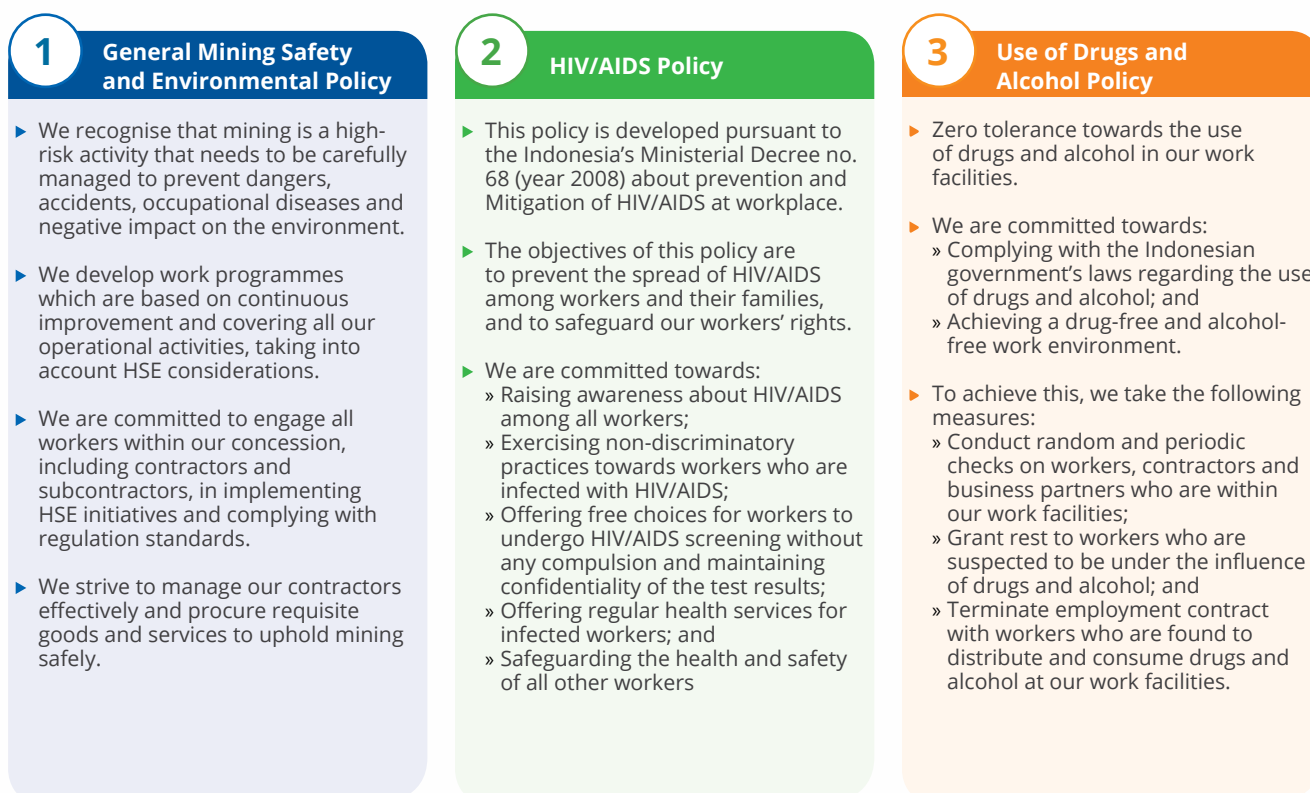 1
General Mining Safety
and Environmental Policy
▶ We recognise that mining is a high-
risk activity that needs to be carefully
managed to prevent dangers,
accidents, occupational diseases and
negative impact on the environment.
▶ We develop work programmes
which are based on continuous
improvement and covering all our
operational activities, taking into
account HSE considerations.
▶ We are committed to engage all
workers within our concession,
including contractors and
subcontractors, in implementing
HSE initiatives and complying with
regulation standards.
▶ We strive to manage our contractors
effectively and procure requisite
goods and services to uphold mining
safely.
2
HIV/AIDS Policy
▶ This policy is developed pursuant to
the Indonesia's Ministerial Decree no.
68 (year 2008) about prevention and
Mitigation of HIV/AIDS at workplace.
▶ The objectives of this policy are
to prevent the spread of HIV/AIDS
among workers and their families,
and to safeguard our workers' rights.
▶ We are committed towards:
» Raising awareness about HIV/AIDS
among all workers;
» Exercising non-discriminatory
practices towards workers who are
infected with HIV/AIDS;
» Offering free choices for workers to
undergo HIV/AIDS screening without
any compulsion and maintaining
confidentiality of the test results;
» Offering regular health services for
infected workers; and
» Safeguarding the health and safety
of all other workers
3
Use of Drugs and
Alcohol Policy
▶ Zero tolerance towards the use
of drugs and alcohol in our work
facilities.
▶ We are committed towards:
» Complying with the Indonesian
government's laws regarding the use
of drugs and alcohol; and
» Achieving a drug-free and alcohol-
free work environment.
▶ To achieve this, we take the following
measures:
» Conduct random and periodic
checks on workers, contractors and
business partners who are within
our work facilities;
» Grant rest to workers who are
suspected to be under the influence
of drugs and alcohol; and
» Terminate employment contract
with workers who are found to
distribute and consume drugs and
alcohol at our work facilities.